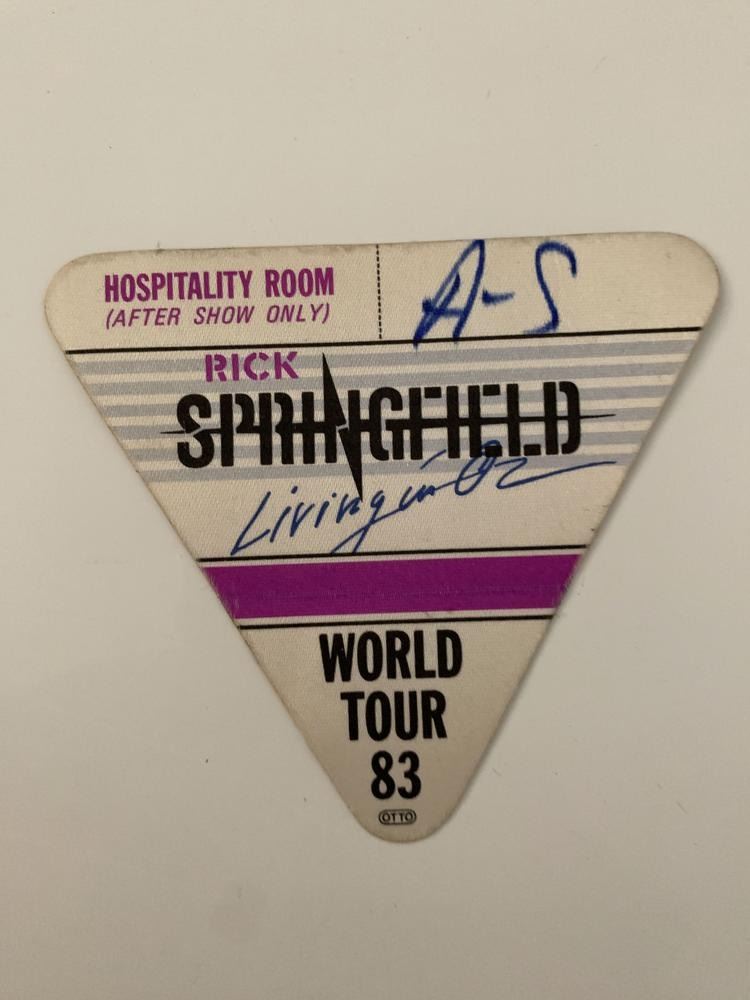 HOSPITALITY ROOM
(AFTER SHOW ONLY)
A-S
RICK
SPRINGFIELD
Living in Oz
WORLD
TOUR
83
OTTO